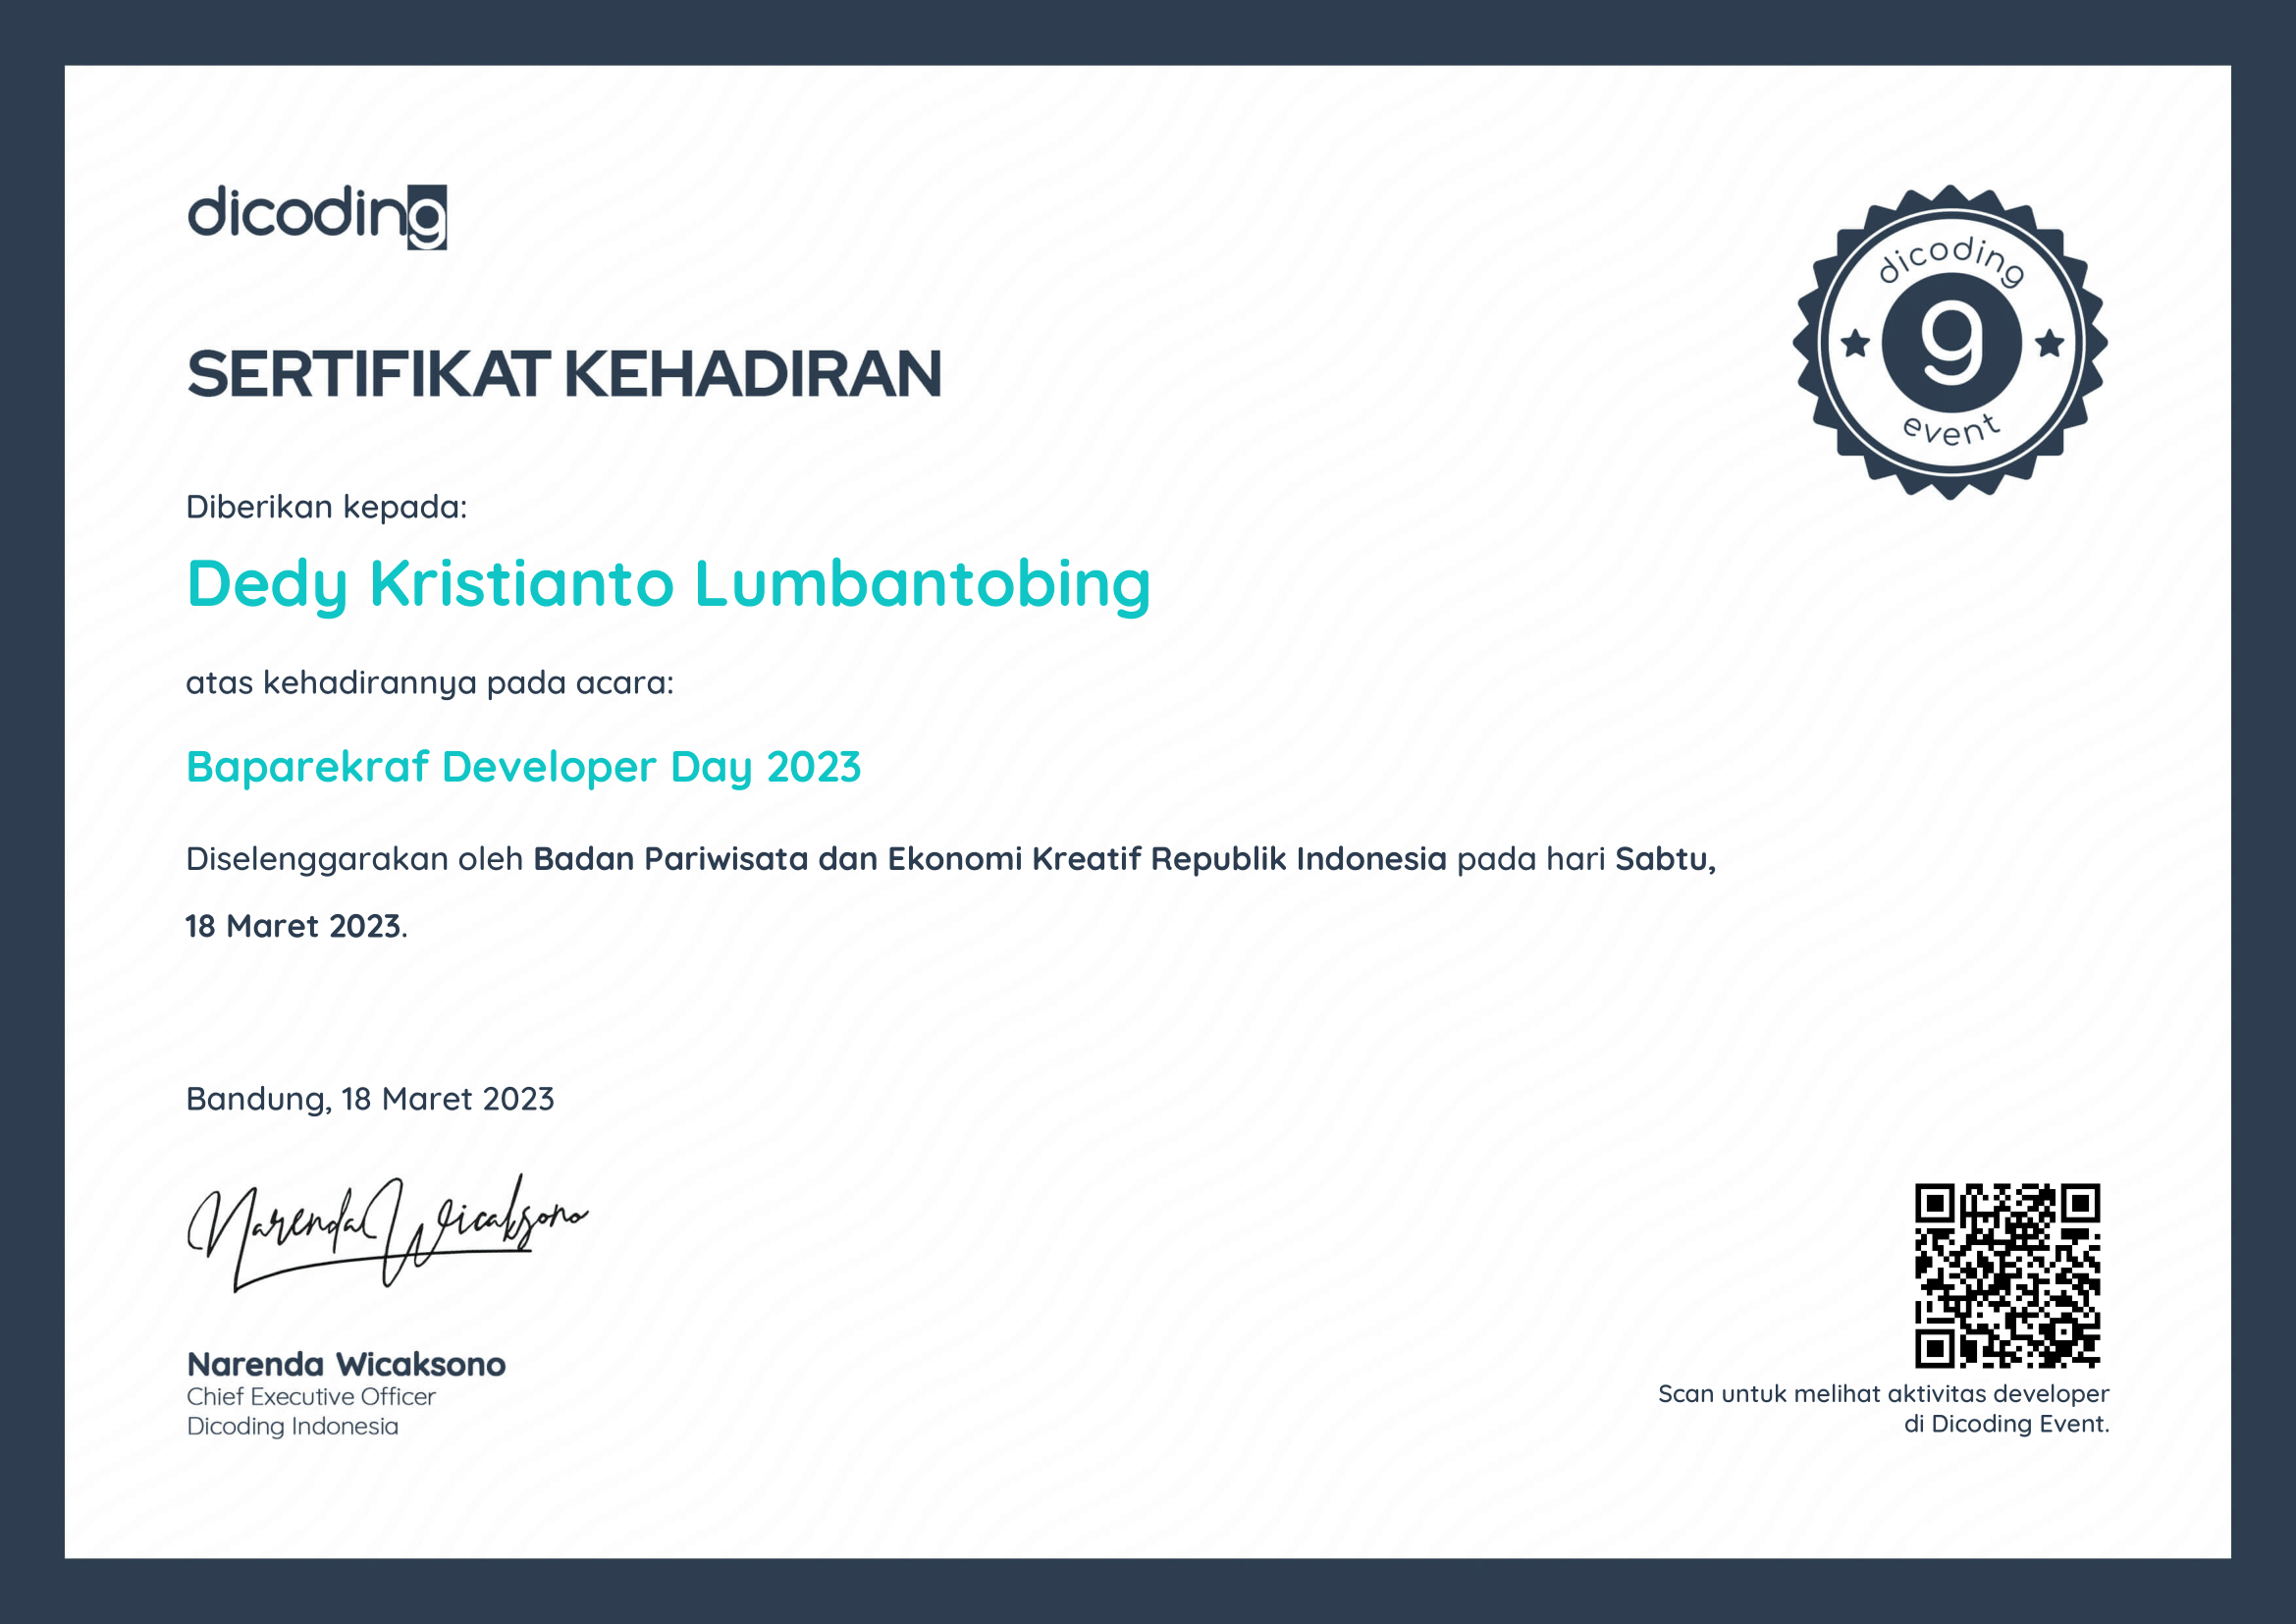 dicoding
SERTIFIKAT KEHADIRAN
dicoding
g
event
Diberikan kepada:
Dedy Kristianto Lumbantobing
atas kehadirannya pada acara:
Baparekraf Developer Day 2023
Diselenggarakan oleh Badan Pariwisata dan Ekonomi Kreatif Republik Indonesia pada hari Sabtu,
18 Maret 2023.
Bandung, 18 Maret 2023
Narenda Wicaksono
Narenda Wicaksono
Chief Executive Officer
Dicoding Indonesia
Scan untuk melihat aktivitas developer
di Dicoding Event.